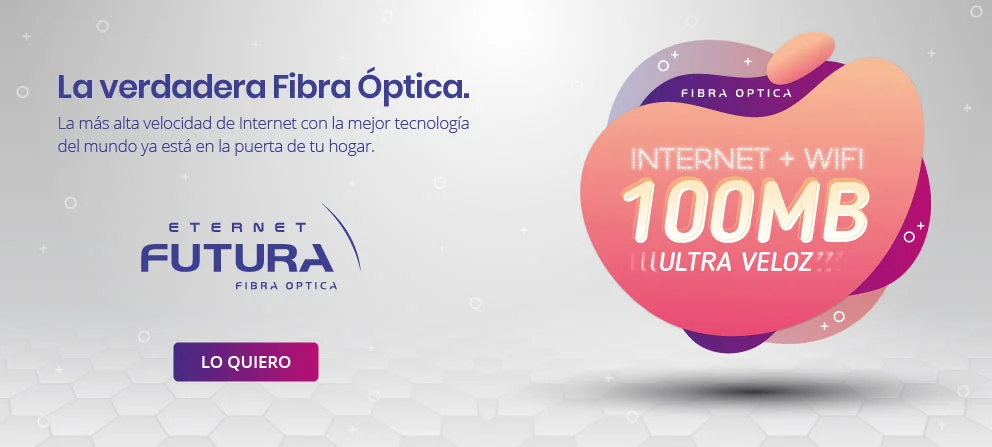 La verdadera Fibra Óptica.
La más alta velocidad de Internet con la mejor tecnología
del mundo ya está en la puerta de tu hogar.
ETERNET
FUTURA
FIBRA OPTICA
LO QUIERO
FIBRA OPTICA
INTERNET + WIFI
100MB
ULTRA VELOZ